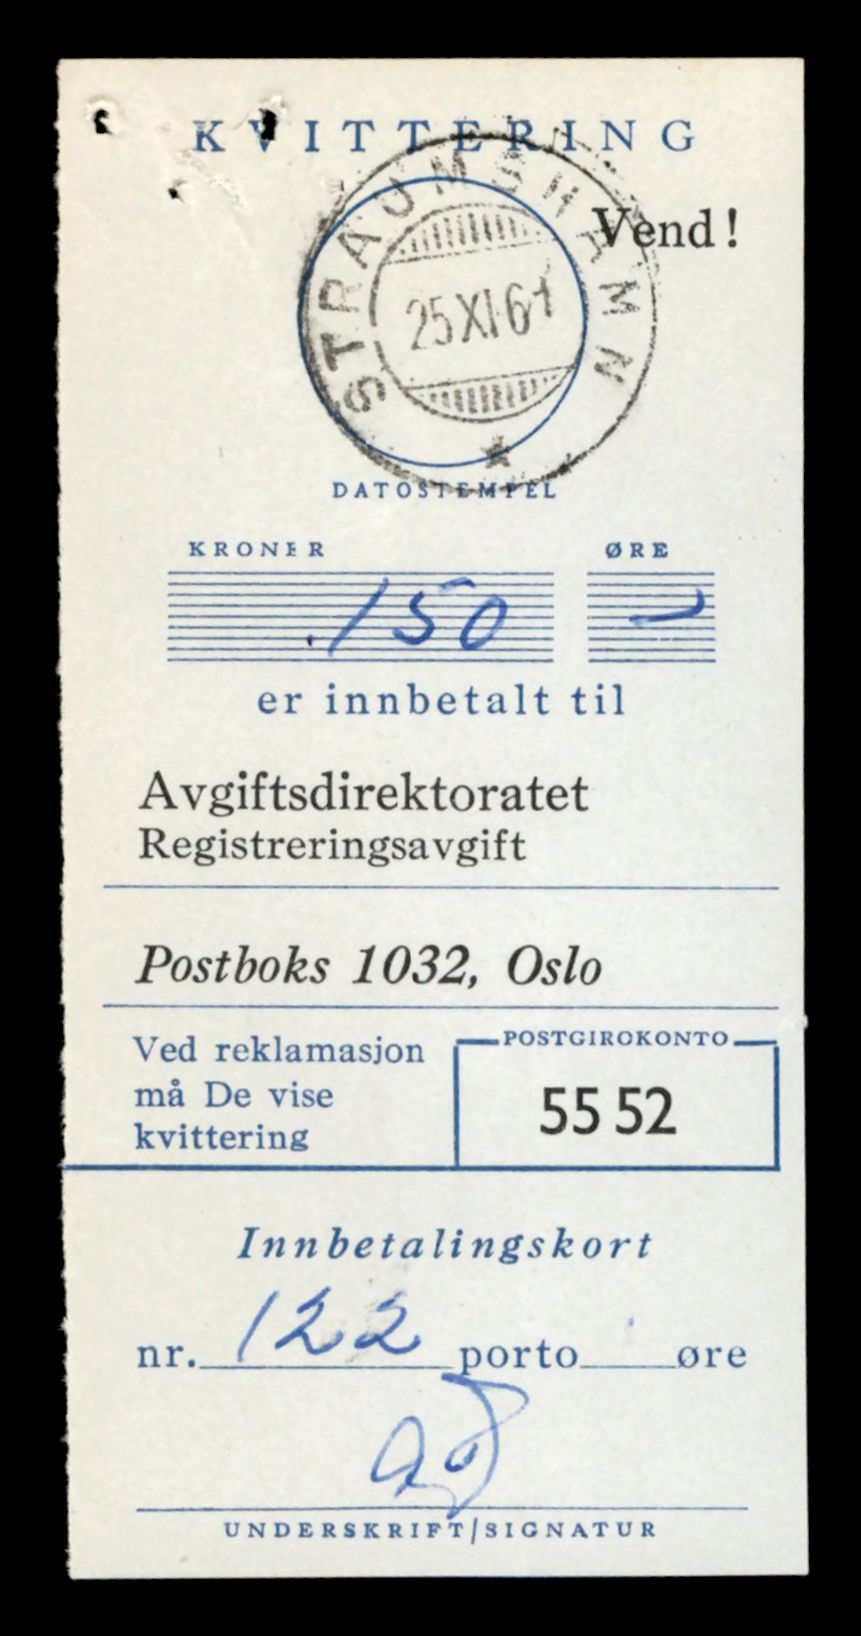 KVITTERING
Vend!
STRAUMSHAMN
25 XI 61
DATOSTEMPEL
KRONER ØRE
150 -
er innbetalt til
Avgiftsdirektoratet
Registreringsavgift
Postboks 1032, Oslo
Ved reklamasjon
må De vise
kvittering
POSTGIROKONTO
55 52
Innbetalingskort
nr. 122 porto øre
UNDERSKRIFT/SIGNATUR